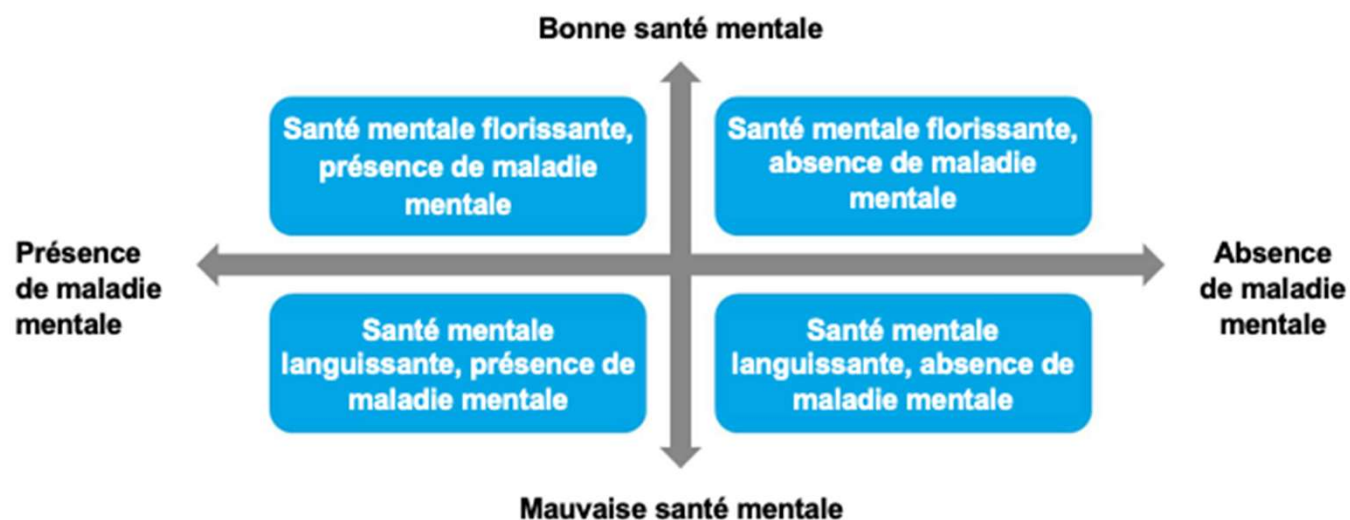 Bonne santé mentale
Santé mentale florissante,
présence de maladie
mentale
Santé mentale florissante,
absence de maladie
mentale
Présence
de maladie
mentale
Absence
de maladie
mentale
Santé mentale
languissante, présence de
maladie mentale
Santé mentale
languissante, absence de
maladie mentale
Mauvaise santé mentale